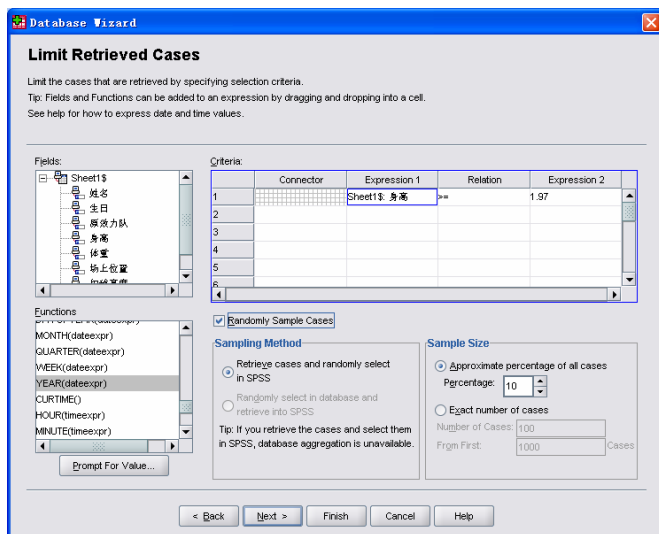 Database Wizard
Limit Retrieved Cases
Limit the cases that are retrieved by specifying selection criteria.
Tip: Fields and Functions can be added to an expression by dragging and dropping into a cell.
See help for how to express date and time values.
Fields:
Sheet1$
姓名
生日
原效力队
身高
体重
场上位置
Criteria:
Connector Expression 1 Relation Expression 2
1 Sheet1$: 身高 >= 1.97
2
3
4
5
6
Functions
MONTH(dateexpr)
QUARTER(dateexpr)
WEEK(dateexpr)
YEAR(dateexpr)
CURTIME()
HOUR(timeexpr)
MINUTE(timeexpr)
Prompt For Value...
Randomly Sample Cases
Sampling Method
Retrieve cases and randomly select
in SPSS
Randomly select in database and
retrieve into SPSS
Tip: If you retrieve the cases and select them
in SPSS, database aggregation is unavailable.
Sample Size
Approximate percentage of all cases
Percentage: 10
Exact number of cases
Number of Cases: 100
From First: 1000 Cases
< Back Next > Finish Cancel Help